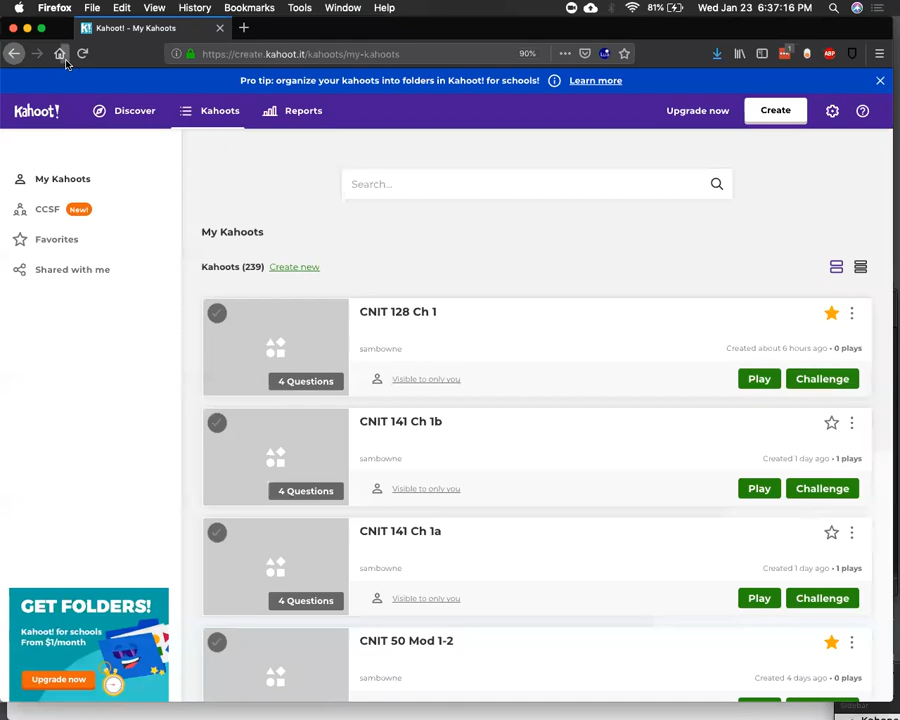 Firefox File Edit View History Bookmarks Tools Window Help 81% Wed Jan 23 6:37:16 PM
K! Kahoot! - My Kahoots
https://create.kahoot.it/kahoots/my-kahoots 90% 1 ABP
Pro tip: organize your kahoots into folders in Kahoot! for schools! Learn more
Kahoot! Discover Kahoots Reports Upgrade now Create
My Kahoots
CCSF New!
Favorites
Shared with me
Search...
My Kahoots
Kahoots (239) Create new
CNIT 128 Ch 1
sambowne Created about 6 hours ago • 0 plays
4 Questions Visible to only you Play Challenge
CNIT 141 Ch 1b
sambowne Created 1 day ago • 1 plays
4 Questions Visible to only you Play Challenge
CNIT 141 Ch 1a
sambowne Created 1 day ago • 1 plays
4 Questions Visible to only you Play Challenge
CNIT 50 Mod 1-2
sambowne Created 4 days ago • 0 plays
GET FOLDERS!
Kahoot! for schools
From $1/month
Upgrade now
Sidebar